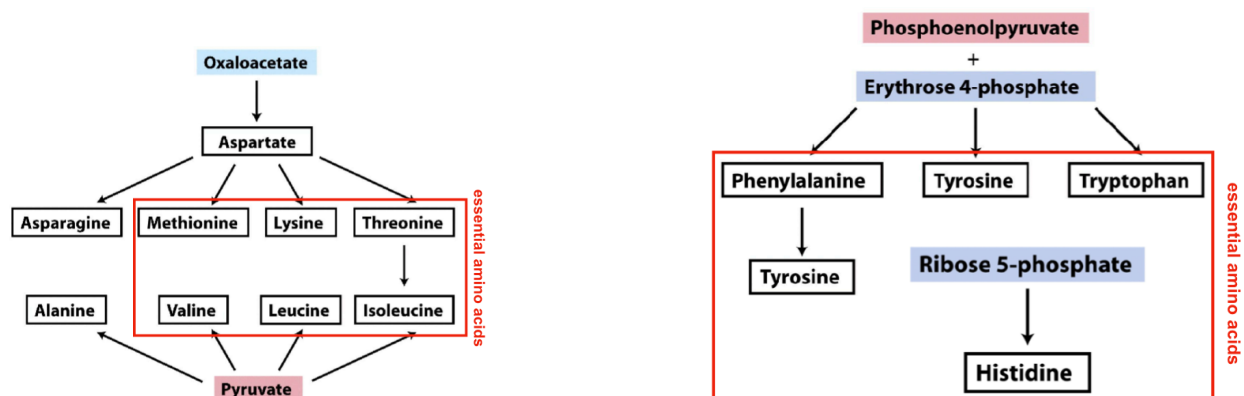 Oxaloacetate
Aspartate
Asparagine
Methionine
Lysine
Threonine
Alanine
Valine
Leucine
Isoleucine
Pyruvate
essential amino acids
Phosphoenolpyruvate
+
Erythrose 4-phosphate
Phenylalanine
Tyrosine
Tryptophan
Tyrosine
Ribose 5-phosphate
Histidine
essential amino acids